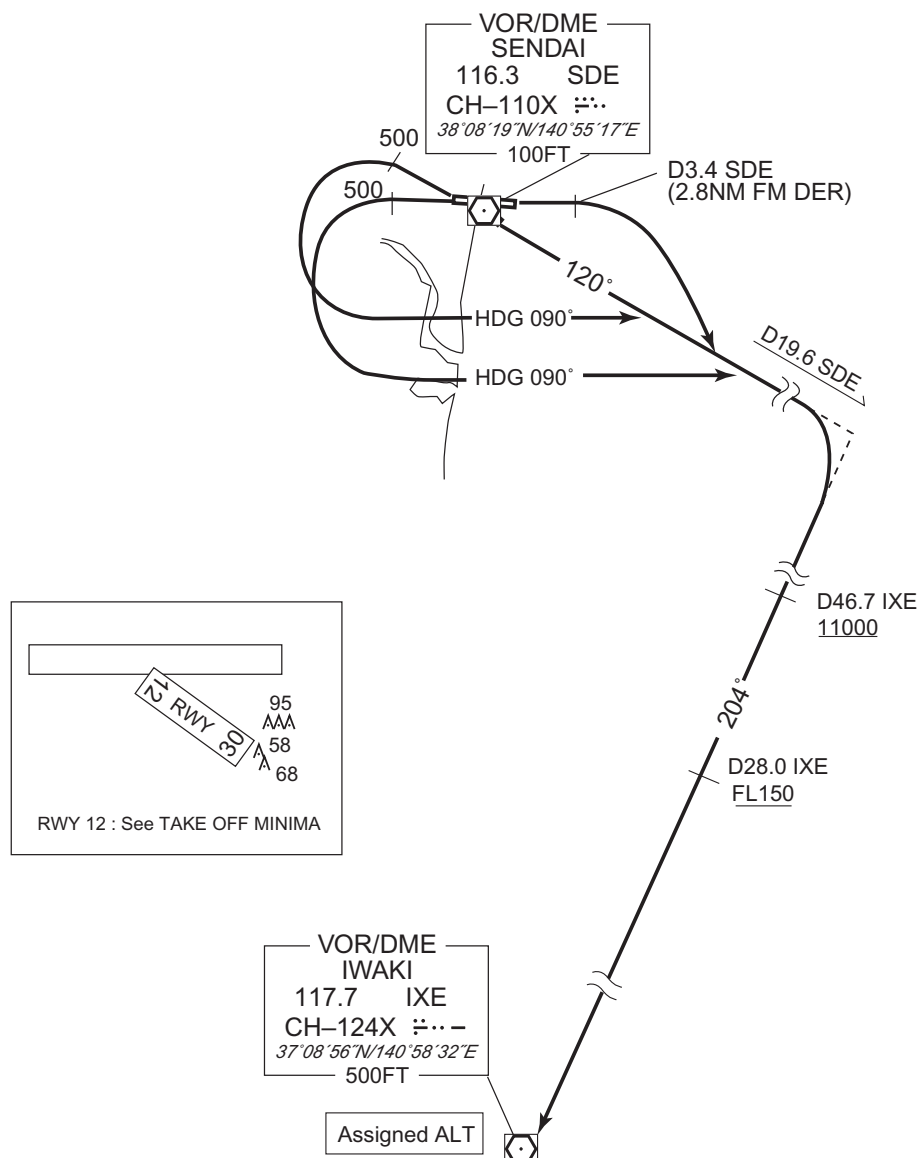 VOR/DME
SENDAI
116.3 SDE
CH–110X
38°08´19˝N/140°55´17˝E
100FT
500
500
D3.4 SDE
(2.8NM FM DER)
120°
HDG 090°
HDG 090°
D19.6 SDE
D46.7 IXE
11000
204°
D28.0 IXE
FL150
12 RWY 30
95
58
68
RWY 12 : See TAKE OFF MINIMA
VOR/DME
IWAKI
117.7 IXE
CH–124X
37°08´56˝N/140°58´32˝E
500FT
Assigned ALT